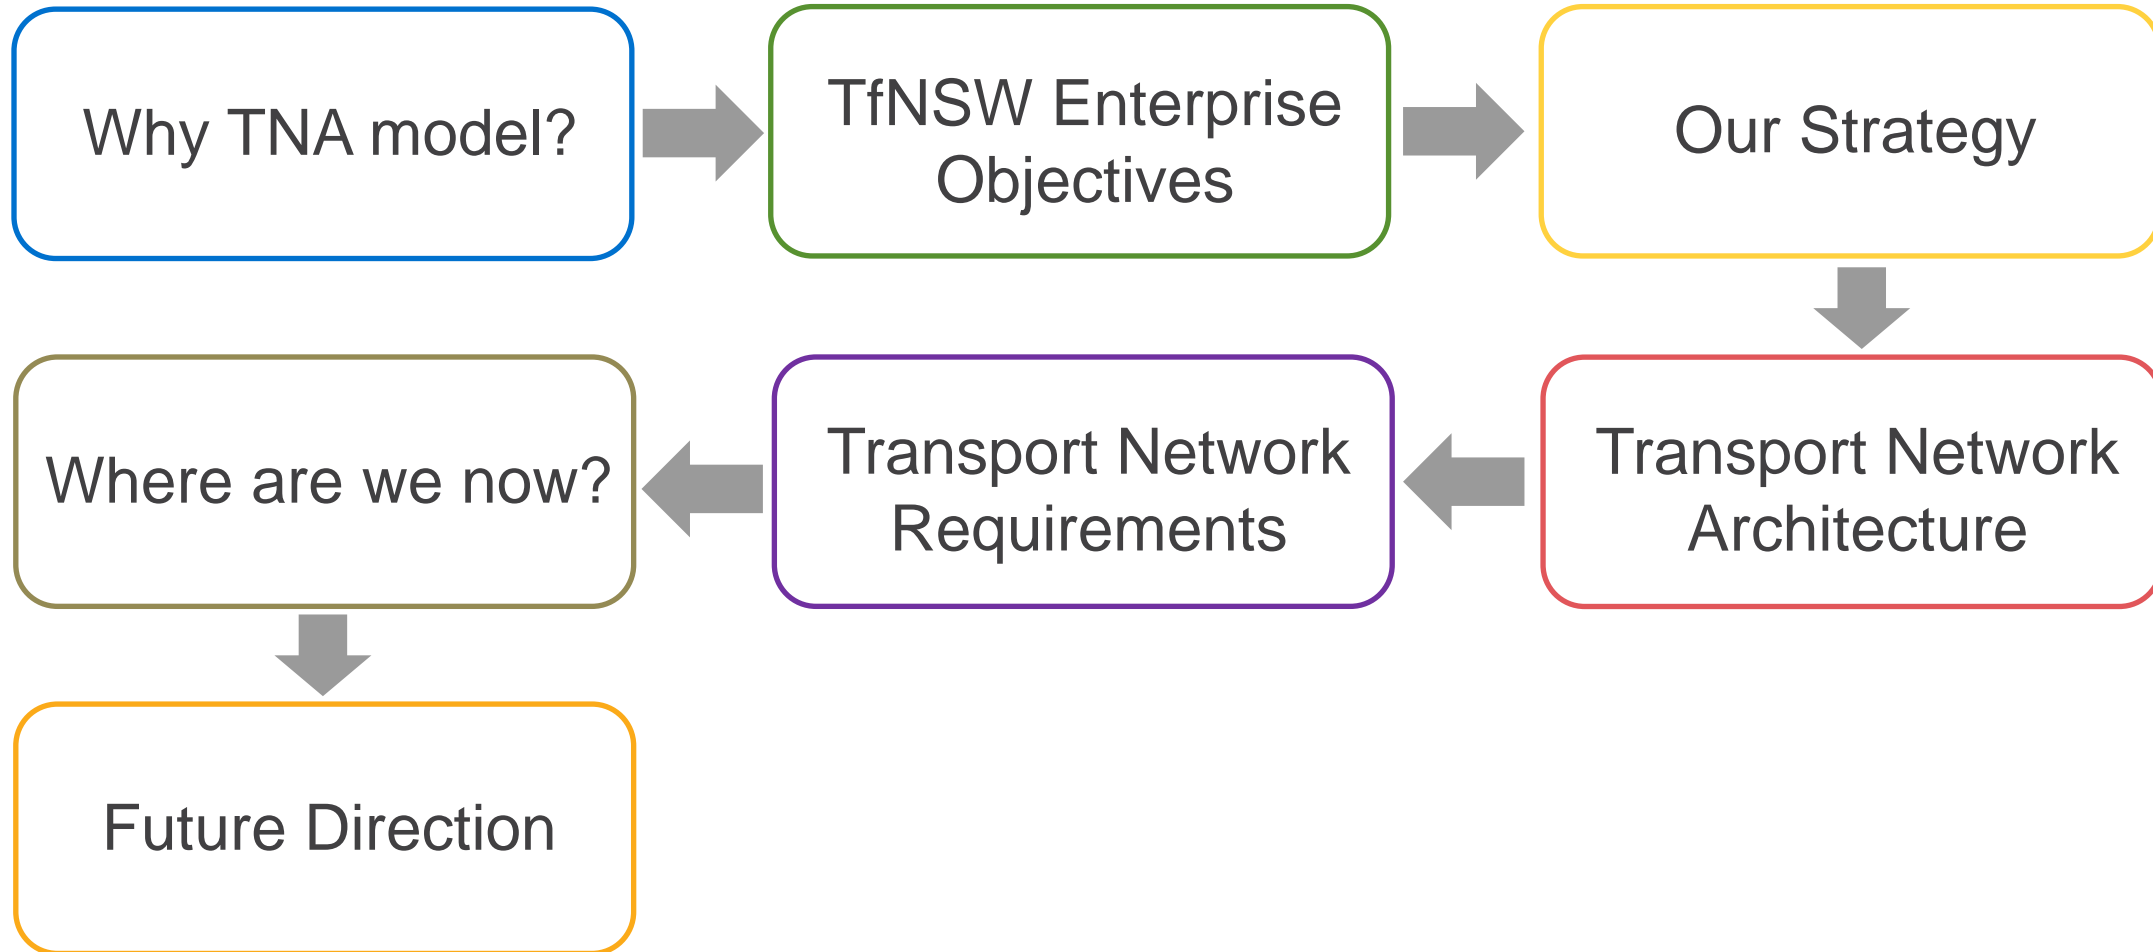 Why TNA model?
TfNSW Enterprise
Objectives
Our Strategy
Transport Network
Architecture
Transport Network
Requirements
Where are we now?
Future Direction